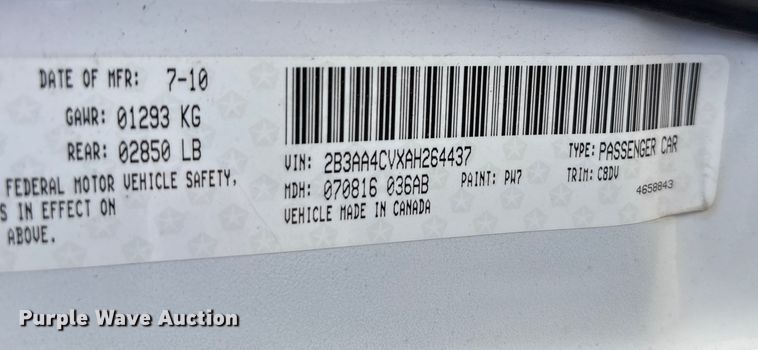 DATE OF MFR: 7-10
GAWR: 01293 KG
REAR: 02850 LB
FEDERAL MOTOR VEHICLE SAFETY,
S IN EFFECT ON
ABOVE.
VIN: 2B3AA4CVXAH264437 TYPE: PASSENGER CAR
MDH: 070816 036AB PAINT: PW7 TRIM: C8DV
VEHICLE MADE IN CANADA 4658843
Purple Wave Auction